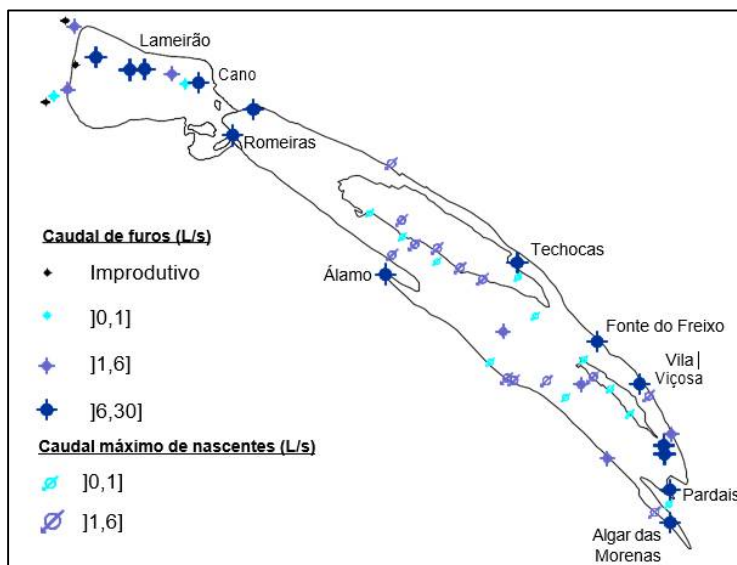 Lameirão
Cano
Romeiras
Caudal de furos (L/s)
Improdutivo
]0,1]
]1,6]
]6,30]
Caudal máximo de nascentes (L/s)
]0,1]
]1,6]
Techocas
Álamo
Fonte do Freixo
Vila|
Viçosa
Pardais
Algar das
Morenas